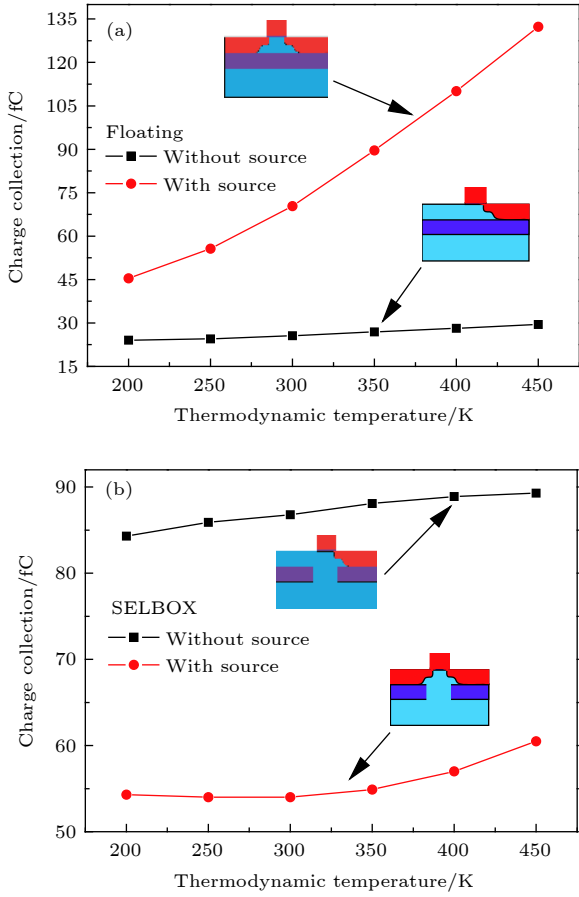 (a)
135
120
105
90
75
60
45
30
15
Charge collection/fC
Floating
Without source
With source
200 250 300 350 400 450
Thermodynamic temperature/K
(b)
90
80
70
60
50
Charge collection/fC
SELBOX
Without source
With source
200 250 300 350 400 450
Thermodynamic temperature/K